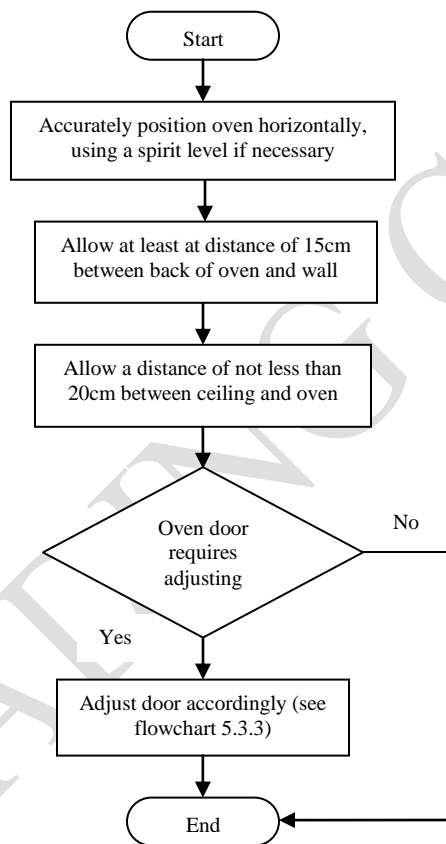 Start
Accurately position oven horizontally,
using a spirit level if necessary
Allow at least at distance of 15cm
between back of oven and wall
Allow a distance of not less than
20cm between ceiling and oven
Oven door
requires
adjusting
No
Yes
Adjust door accordingly (see
flowchart 5.3.3)
End